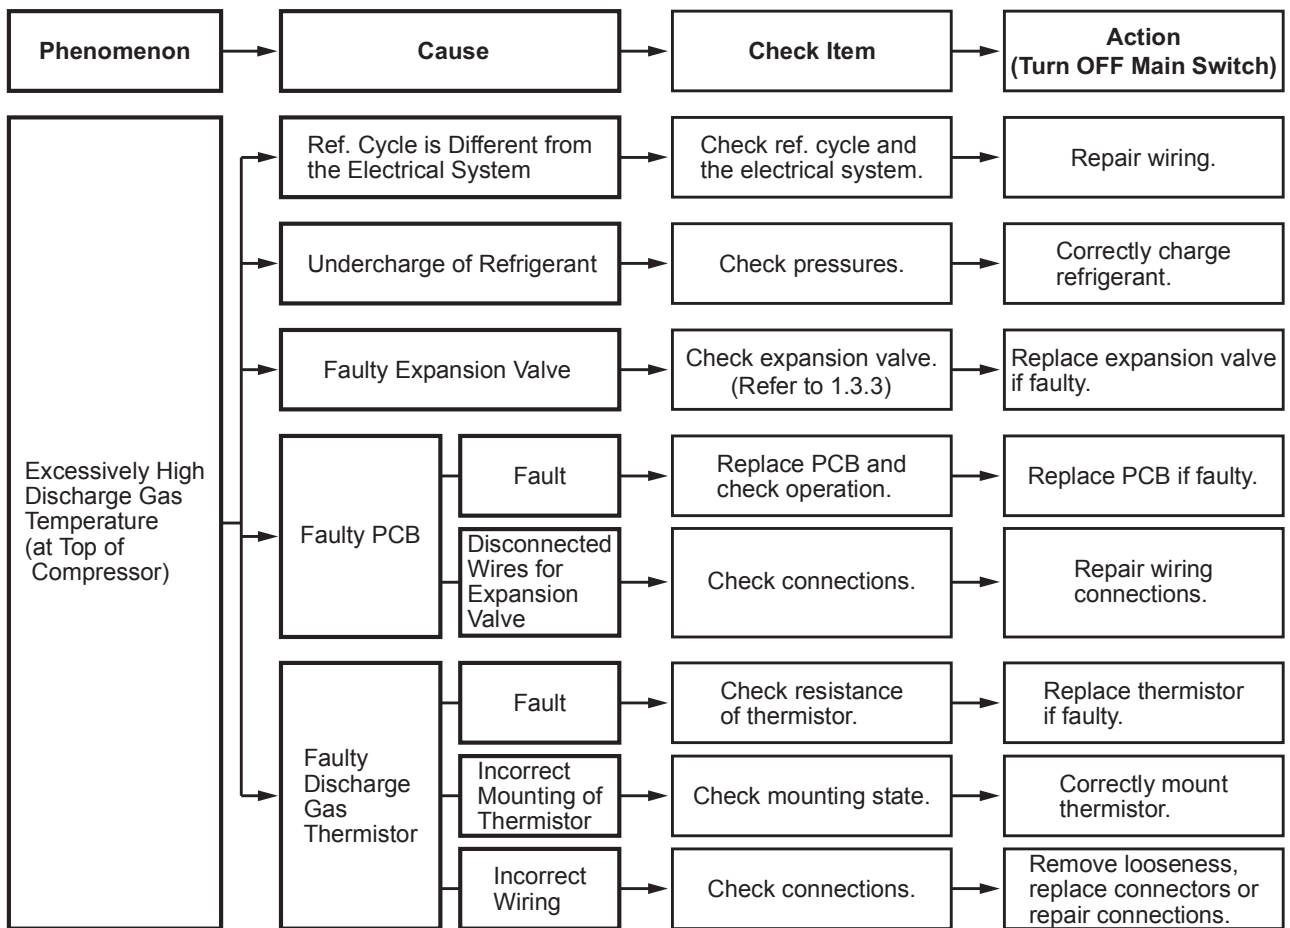 Phenomenon
Cause
Check Item
Action
(Turn OFF Main Switch)
Excessively High
Discharge Gas
Temperature
(at Top of
Compressor)
Ref. Cycle is Different from
the Electrical System
Check ref. cycle and
the electrical system.
Repair wiring.
Undercharge of Refrigerant
Check pressures.
Correctly charge
refrigerant.
Faulty Expansion Valve
Check expansion valve.
(Refer to 1.3.3)
Replace expansion valve
if faulty.
Faulty PCB
Fault
Replace PCB and
check operation.
Replace PCB if faulty.
Disconnected
Wires for
Expansion
Valve
Check connections.
Repair wiring
connections.
Faulty
Discharge
Gas
Thermistor
Fault
Check resistance
of thermistor.
Replace thermistor
if faulty.
Incorrect
Mounting of
Thermistor
Check mounting state.
Correctly mount
thermistor.
Incorrect
Wiring
Check connections.
Remove looseness,
replace connectors or
repair connections.